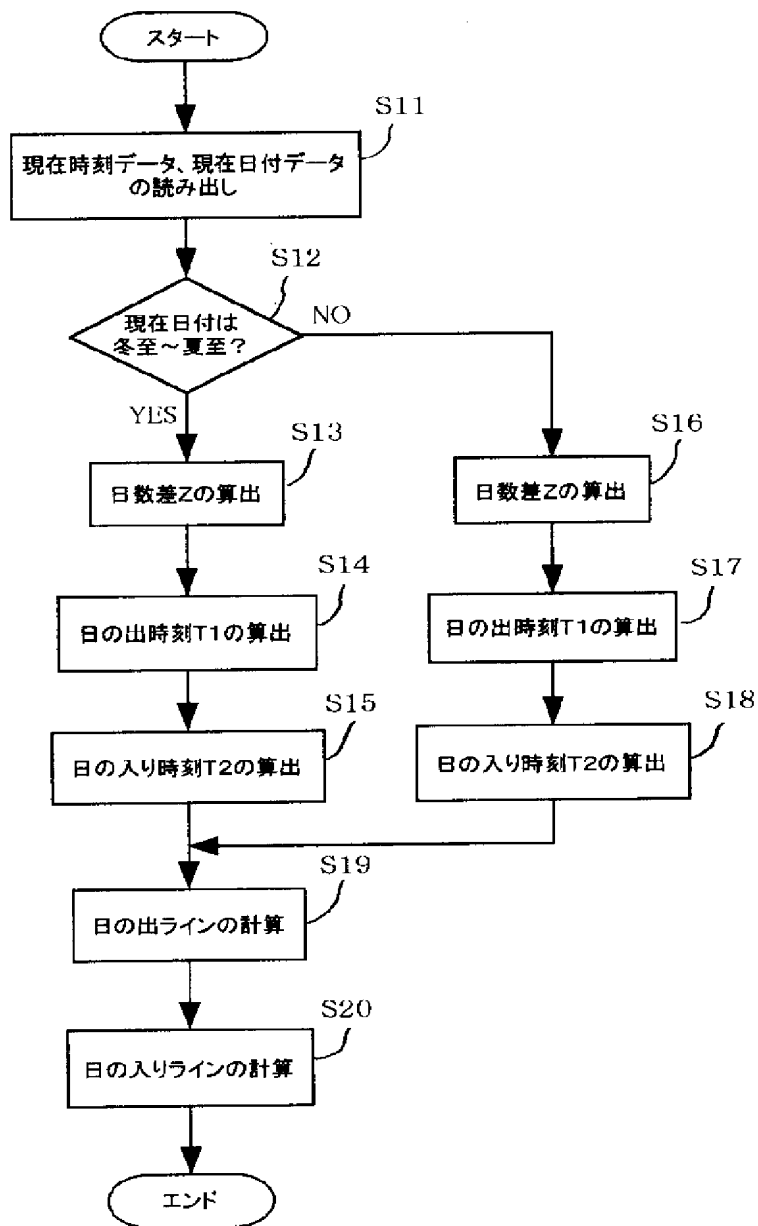 スタート
S11
現在時刻データ、現在日付データ
の読み出し
S12
現在日付は
冬至～夏至?
NO
YES
S13
日数差Zの算出
S14
日の出時刻T1の算出
S15
日の入り時刻T2の算出
S16
日数差Zの算出
S17
日の出時刻T1の算出
S18
日の入り時刻T2の算出
S19
日の出ラインの計算
S20
日の入りラインの計算
エンド